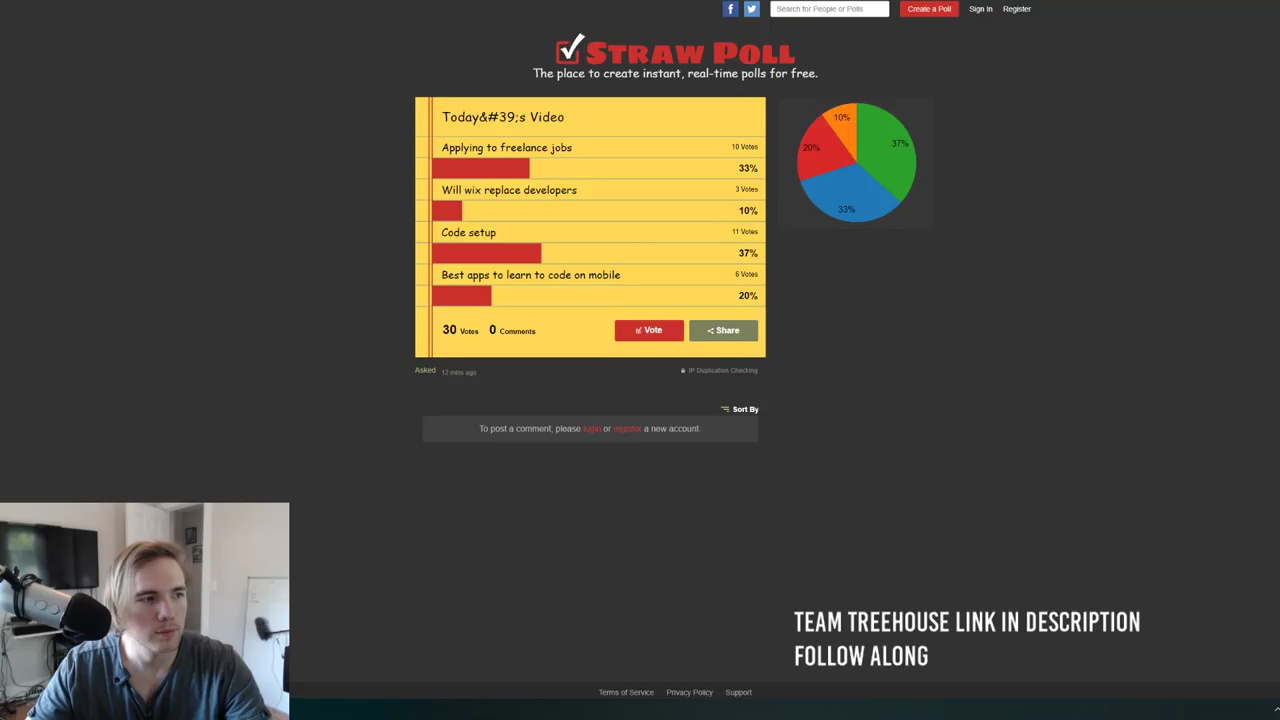 Search for People or Polls
Create a Poll
Sign In
Register
STRAW POLL
The place to create instant, real-time polls for free.
Today&#39;s Video
Applying to freelance jobs
10 Votes
33%
Will wix replace developers
3 Votes
10%
Code setup
11 Votes
37%
Best apps to learn to code on mobile
6 Votes
20%
30 Votes 0 Comments
Vote
Share
Asked 12 mins ago
IP Duplication Checking
10%
37%
20%
33%
Sort By
To post a comment, please login or register a new account.
TEAM TREEHOUSE LINK IN DESCRIPTION
FOLLOW ALONG
Terms of Service
Privacy Policy
Support